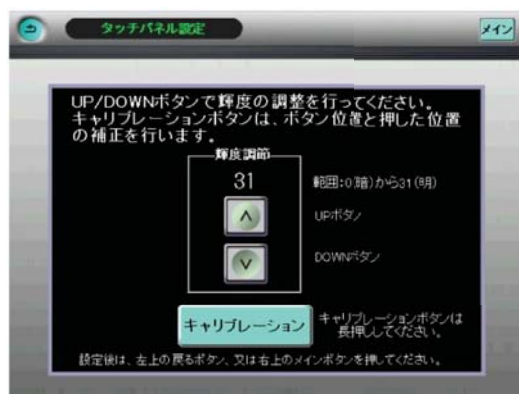 タッチパネル設定
メイン
UP/DOWNボタンで輝度の調整を行ってください。
キャリブレーションボタンは、ボタン位置と押した位置
の補正を行います。
輝度調節
31
範囲:0(暗)から31(明)
UPボタン
DOWNボタン
キャリブレーション
キャリブレーションボタンは
長押ししてください。
設定後は、左上の戻るボタン、又は右上のメインボタンを押してください。